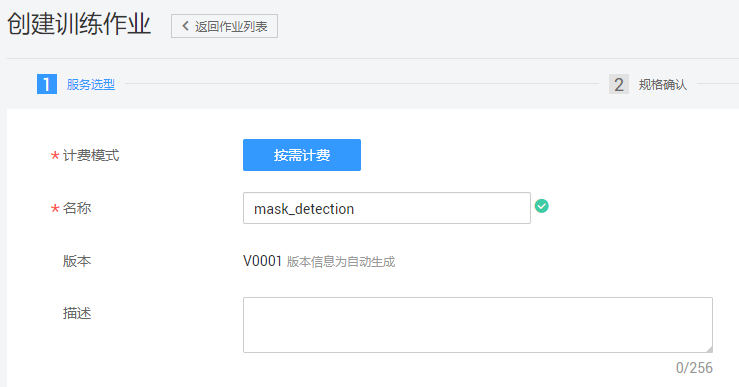 创建训练作业 返回作业列表
1 服务选型 2 规格确认
* 计费模式 按需计费
* 名称 mask_detection
版本 V0001 版本信息为自动生成
描述
0/256